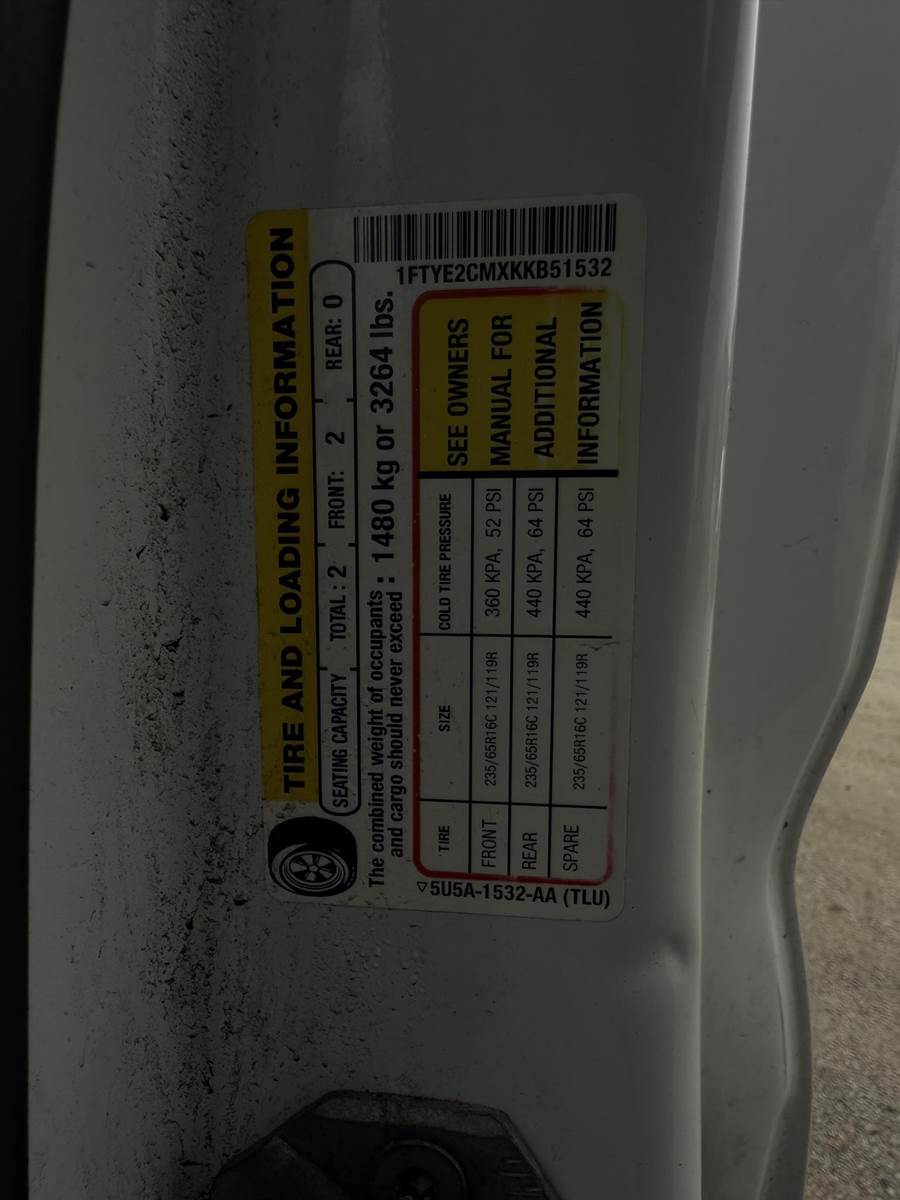 TIRE AND LOADING INFORMATION
SEATING CAPACITY TOTAL : 2 FRONT: 2 REAR: 0
The combined weight of occupants
and cargo should never exceed : 1480 kg or 3264 lbs.
1FTYE2CMXKKB51532
TIRE SIZE COLD TIRE PRESSURE SEE OWNERS
FRONT 235/65R16C 121/119R 360 KPA, 52 PSI MANUAL FOR
REAR 235/65R16C 121/119R 440 KPA, 64 PSI ADDITIONAL
SPARE 235/65R16C 121/119R 440 KPA, 64 PSI INFORMATION
▽5U5A-1532-AA (TLU)